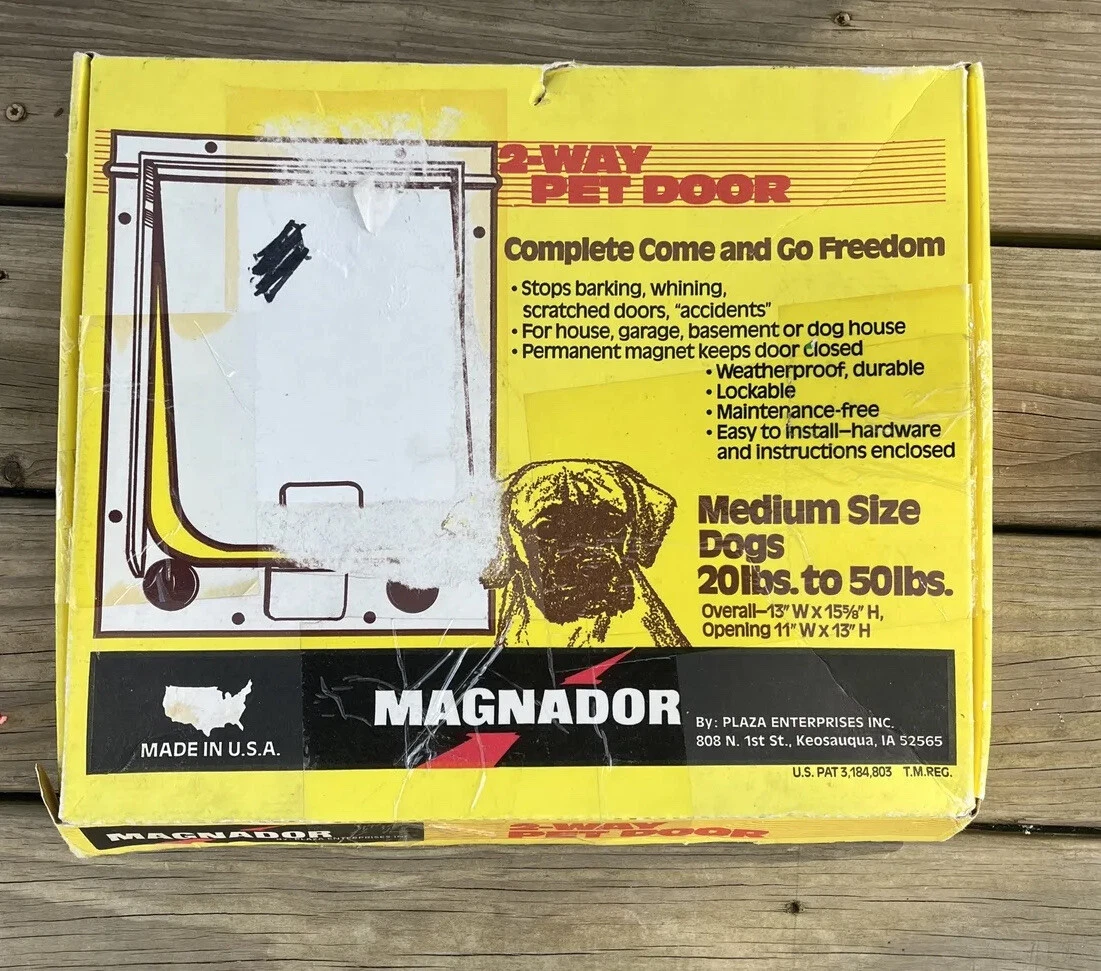 2-WAY
PET DOOR
Complete Come and Go Freedom
• Stops barking, whining,
scratched doors, “accidents”
• For house, garage, basement or dog house
• Permanent magnet keeps door closed
• Weatherproof, durable
• Lockable
• Maintenance-free
• Easy to install–hardware
and instructions enclosed
Medium Size
Dogs
20lbs. to 50lbs.
Overall–13" W x 15⅝" H,
Opening 11" W x 13" H
MADE IN U.S.A.
MAGNADOR
By: PLAZA ENTERPRISES INC.
808 N. 1st St., Keosauqua, IA 52565
U.S. PAT 3,184,803 T.M.REG.
MAGNADOR
PLAZA ENTERPRISES INC.
2-WAY
PET DOOR